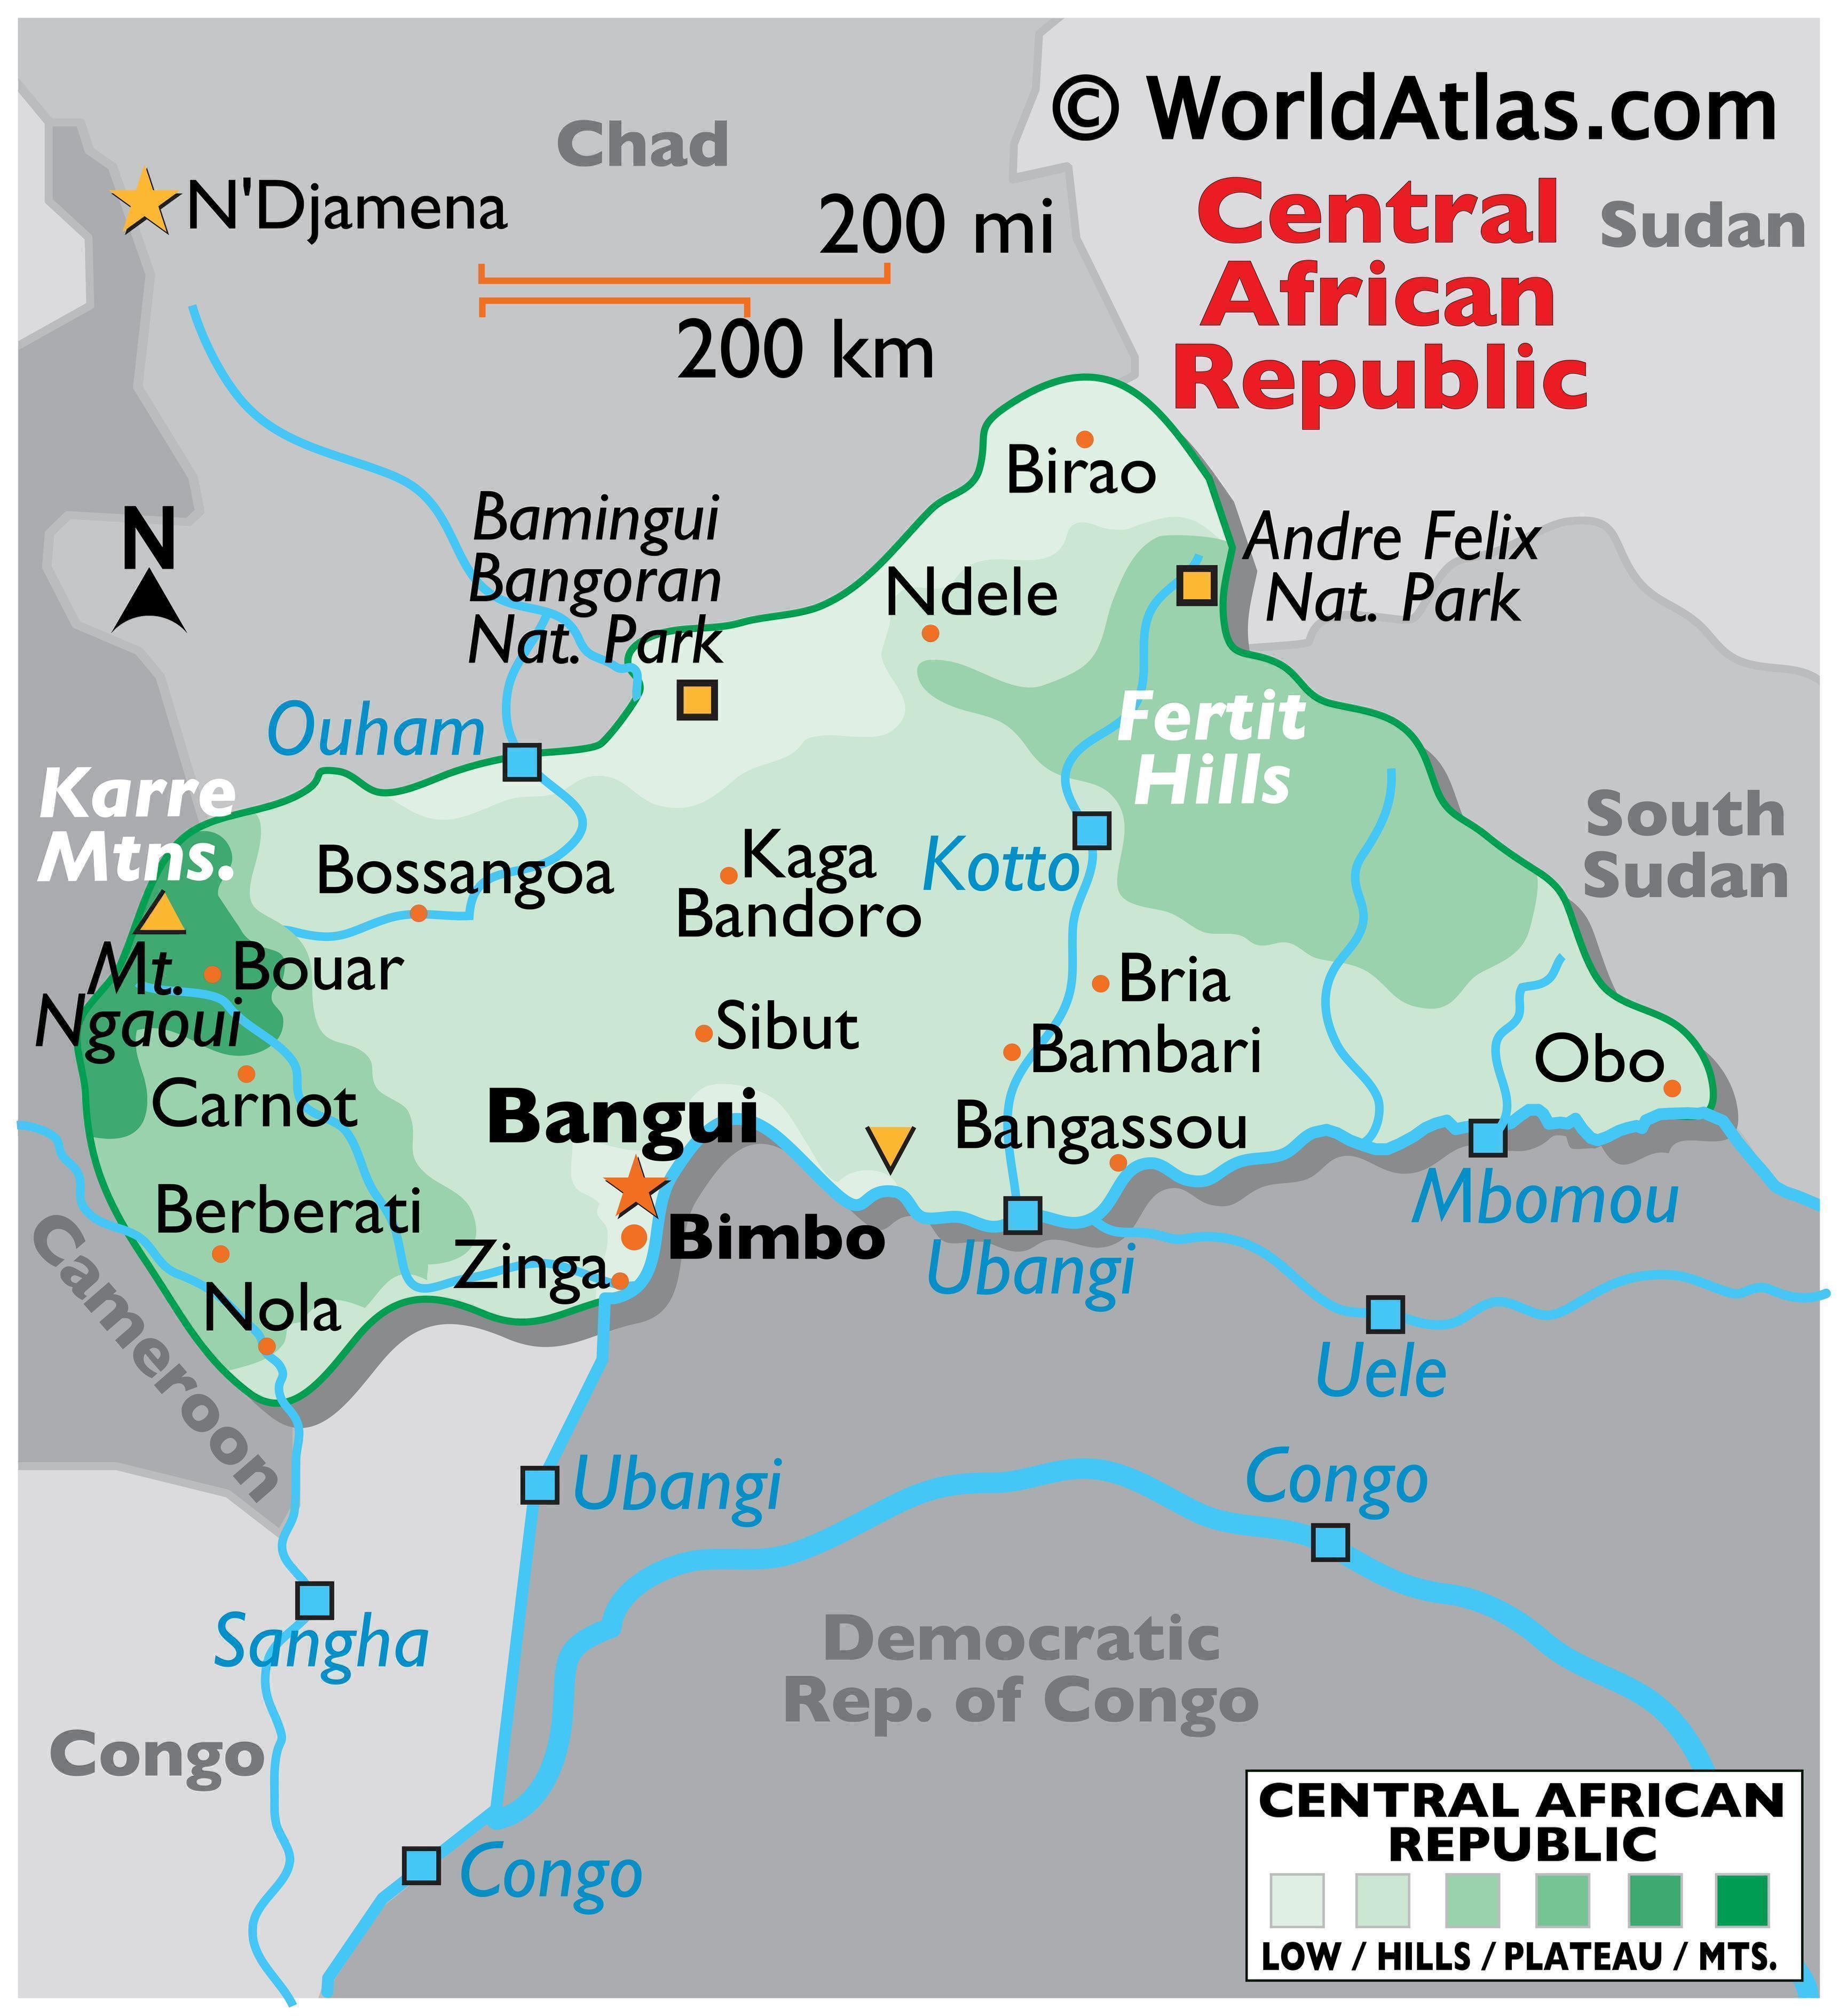 © WorldAtlas.com
Chad
Central
African
Republic
Sudan
N'Djamena
200 mi
200 km
Birao
N
Bamingui
Bangoran
Nat. Park
Andre Felix
Nat. Park
Ndele
Ouham
Fertit
Hills
Karre
Mtns.
South
Sudan
Bossangoa
Kaga
Bandoro
Kotto
Mt.
Ngaoui
Bouar
Bria
Sibut
Bambari
Obo
Carnot
Bangui
Bangassou
Mbomou
Berberati
Bimbo
Zinga
Ubangi
Nola
Cameroon
Uele
Ubangi
Congo
Sangha
Democratic
Rep. of Congo
Congo
Congo
CENTRAL AFRICAN
REPUBLIC
LOW / HILLS / PLATEAU / MTS.